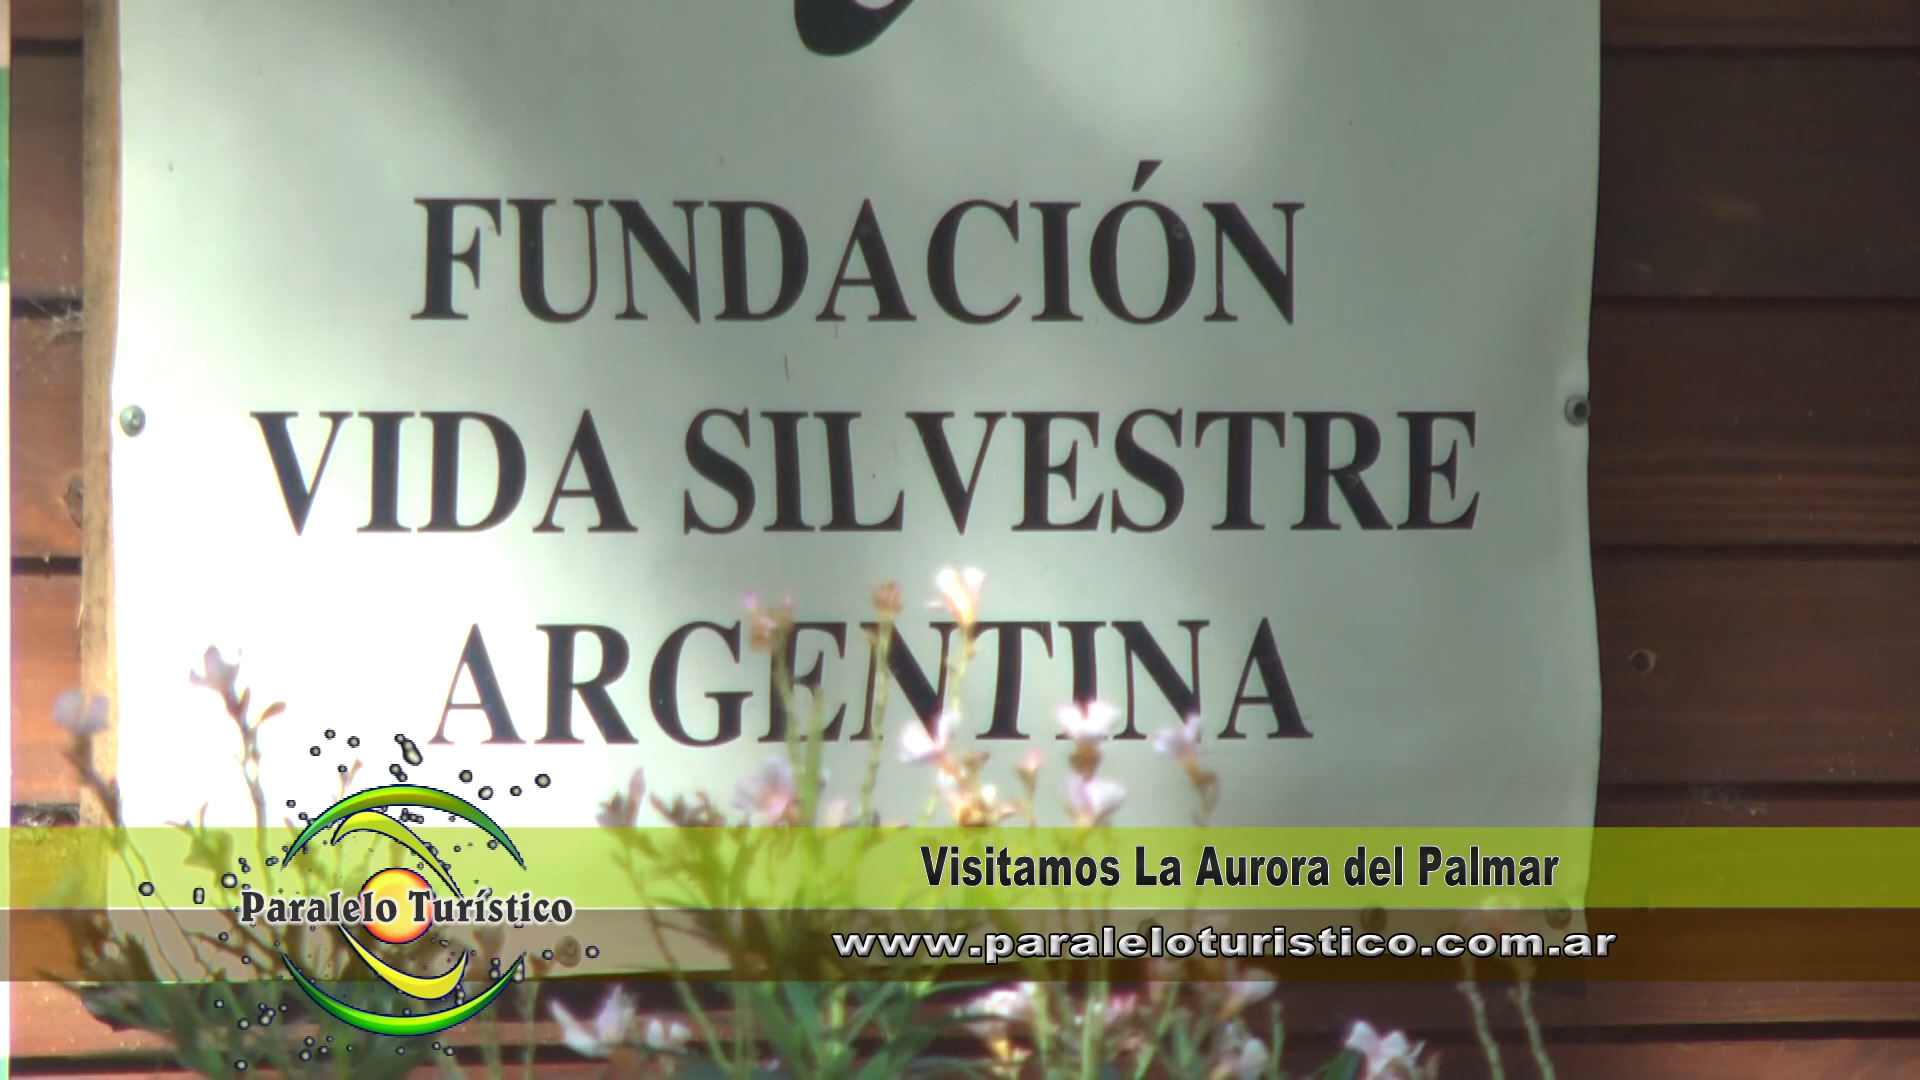 FUNDACIÓN
VIDA SILVESTRE
ARGENTINA
Visitamos La Aurora del Palmar
Paralelo Turístico
www.paraleloturistico.com.ar